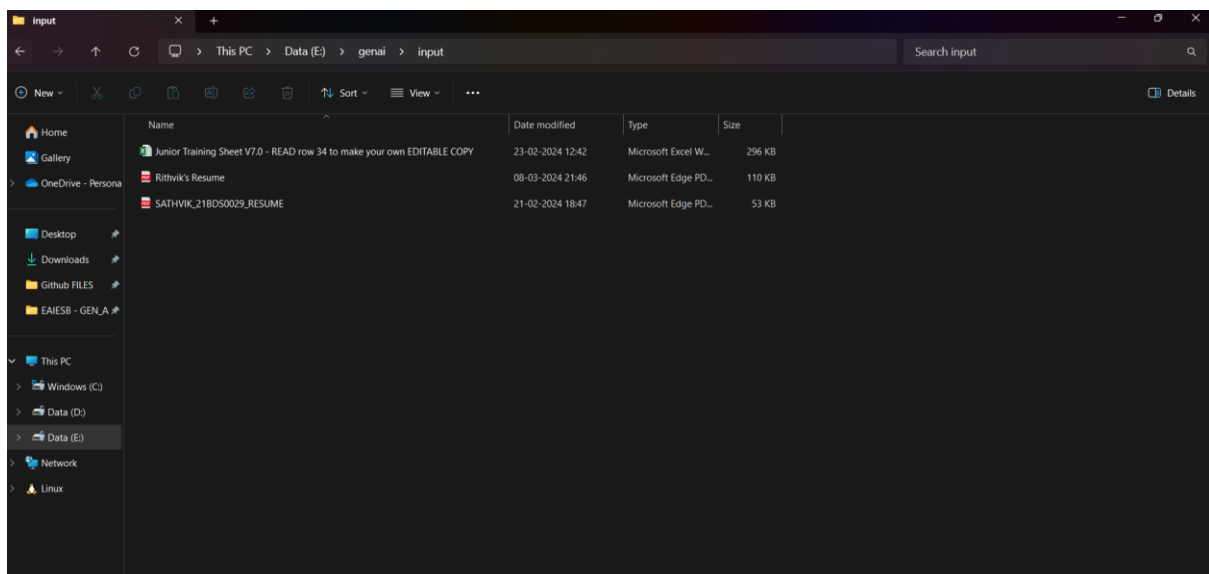 input
This PC > Data (E:) > genai > input
Search input
New
Sort
View
Details
Home
Gallery
OneDrive - Persona
Desktop
Downloads
Github FILES
EAIESB - GEN_A
This PC
Windows (C:)
Data (D:)
Data (E:)
Network
Linux
Name Date modified Type Size
Junior Training Sheet V7.0 - READ row 34 to make your own EDITABLE COPY 23-02-2024 12:42 Microsoft Excel W... 296 KB
Rithvik's Resume 08-03-2024 21:46 Microsoft Edge PD... 110 KB
SATHVIK_21BDS0029_RESUME 21-02-2024 18:47 Microsoft Edge PD... 53 KB